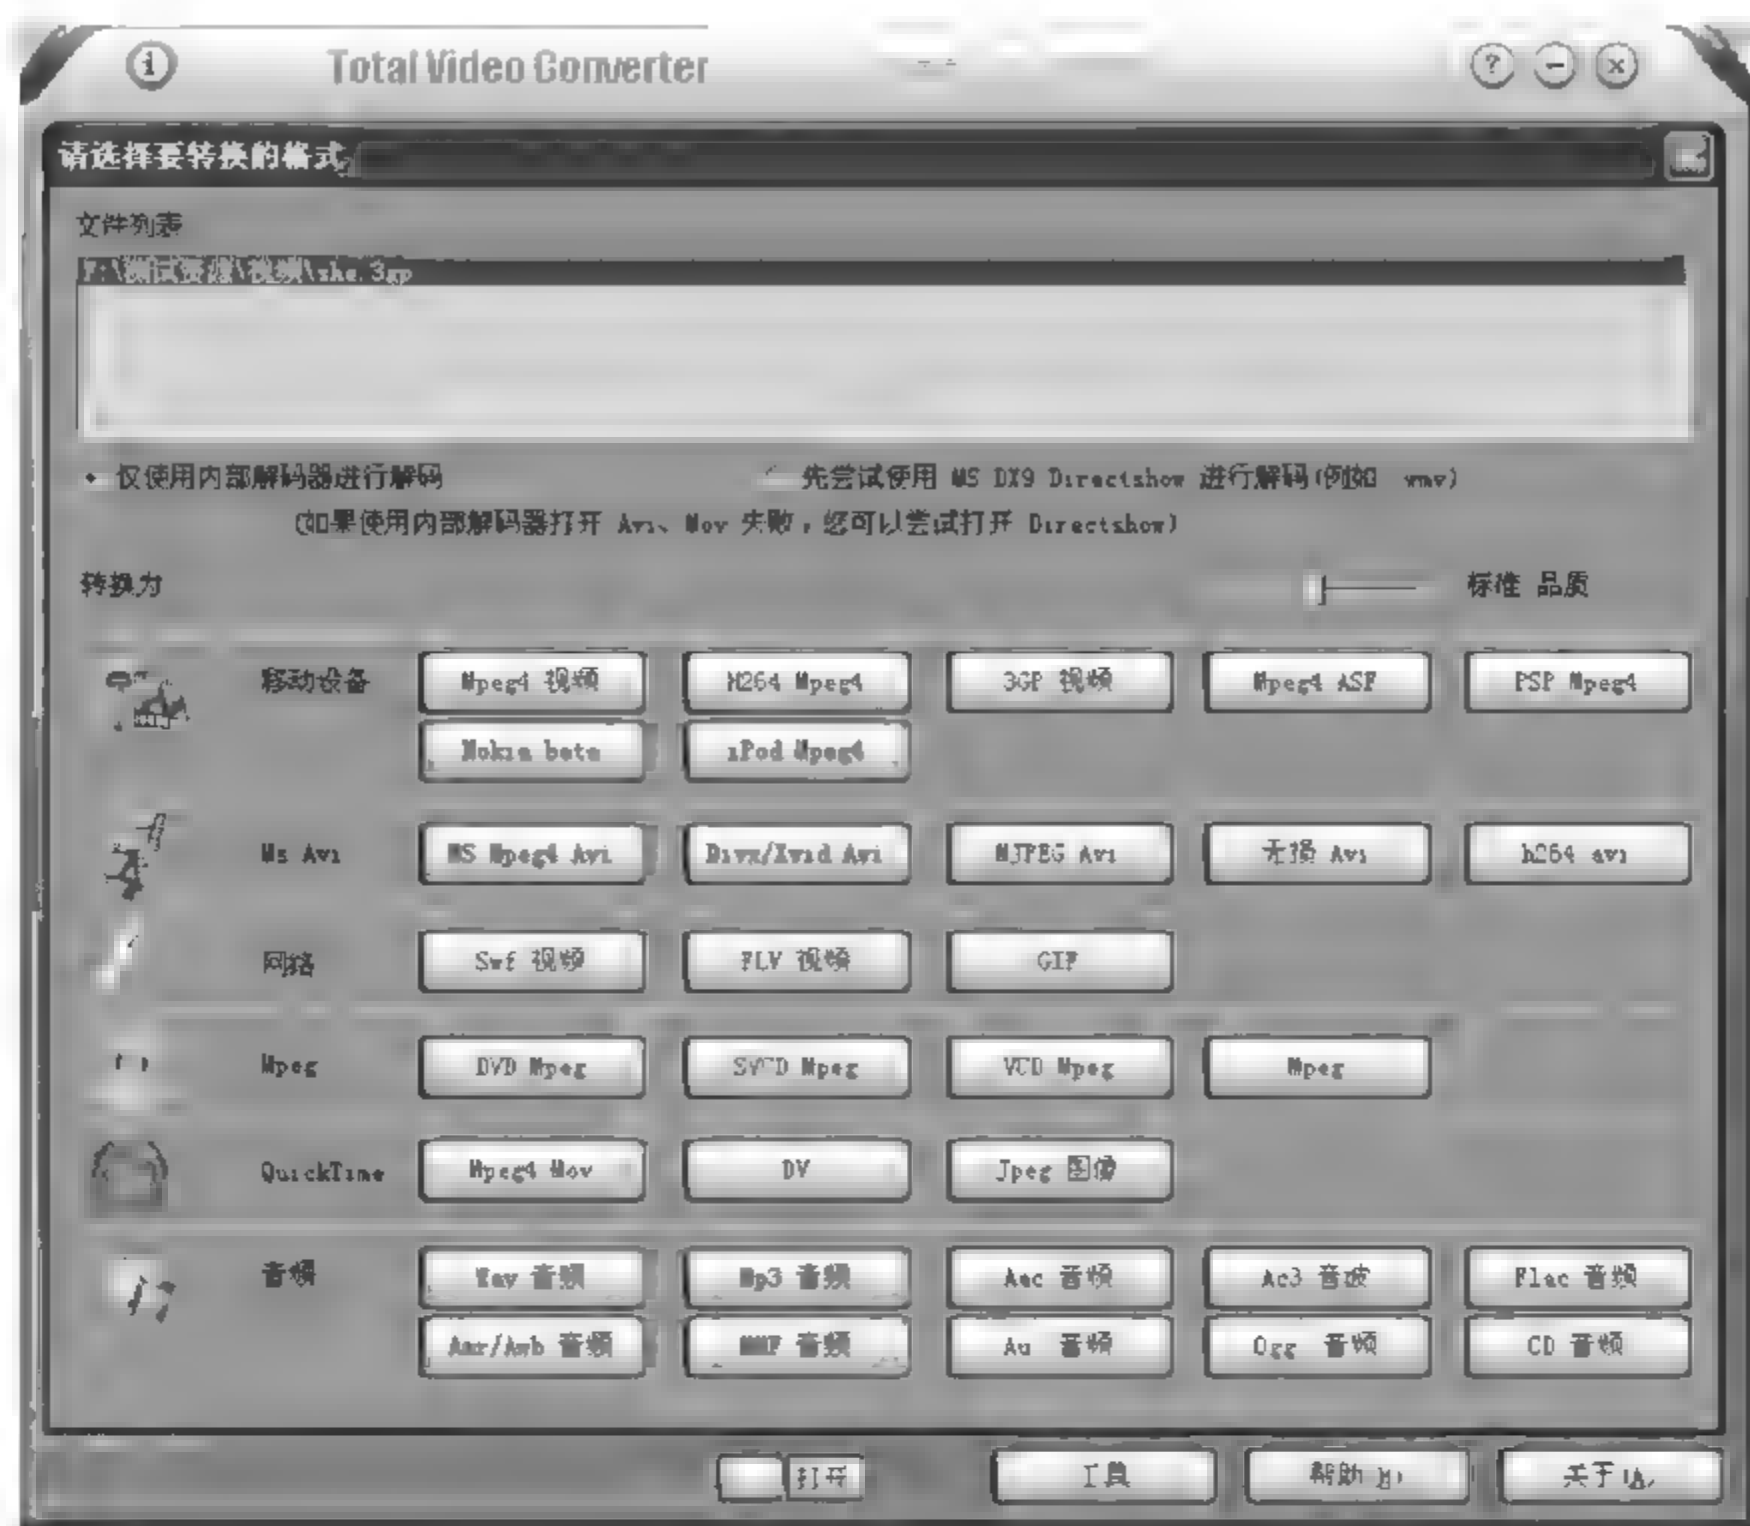 Total Video Converter
请选择要转换的格式
文件列表
F:\测试资源\视频\she.3gp
仅使用内部解码器进行解码 先尝试使用 MS DX9 Directshow 进行解码(例如 wmv)
(如果使用内部解码器打开 Avi、Mov 失败，您可以尝试打开 Directshow)
转换为 标准 品质
移动设备 Mpeg4 视频 H264 Mpeg4 3GP 视频 Mpeg4 ASF PSP Mpeg4
Nokia beta iPod Mpeg4
Ms Avi MS Mpeg4 Avi Divx/Xvid Avi MJPEG Avi 无损 Avi h264 avi
网络 Swf 视频 FLV 视频 GIF
Mpeg DVD Mpeg SVCD Mpeg VCD Mpeg Mpeg
QuickTime Mpeg4 Mov DV Jpeg 图像
音频 Wav 音频 Mp3 音频 Aac 音频 Ac3 音频 Flac 音频
Amr/Awb 音频 MMF 音频 Au 音频 Ogg 音频 CD 音频
打开 工具 帮助(H) 关于(A)